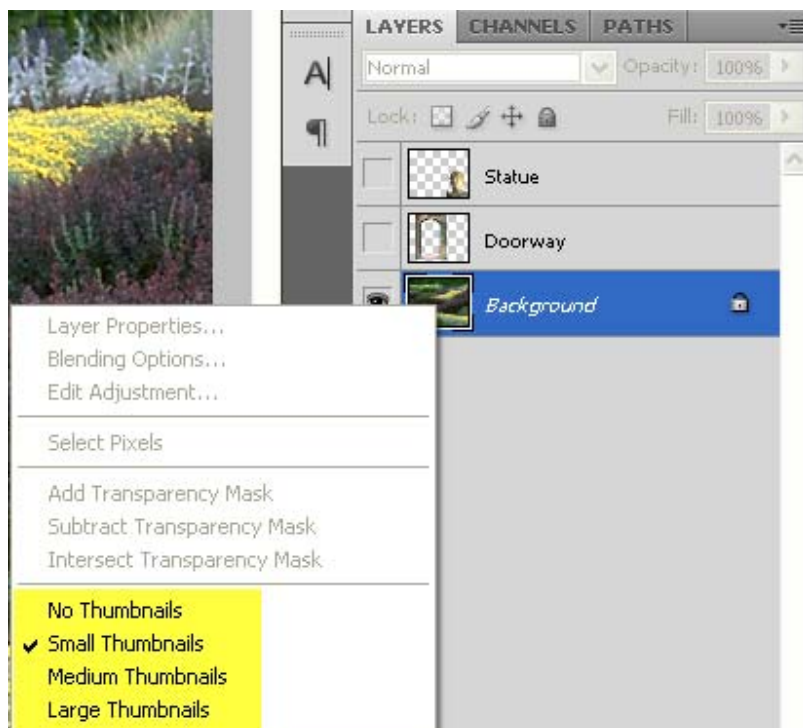 LAYERS CHANNELS PATHS
Normal Opacity: 100%
Lock: Fill: 100%
Statue
Doorway
Background
Layer Properties...
Blending Options...
Edit Adjustment...
Select Pixels
Add Transparency Mask
Subtract Transparency Mask
Intersect Transparency Mask
No Thumbnails
Small Thumbnails
Medium Thumbnails
Large Thumbnails